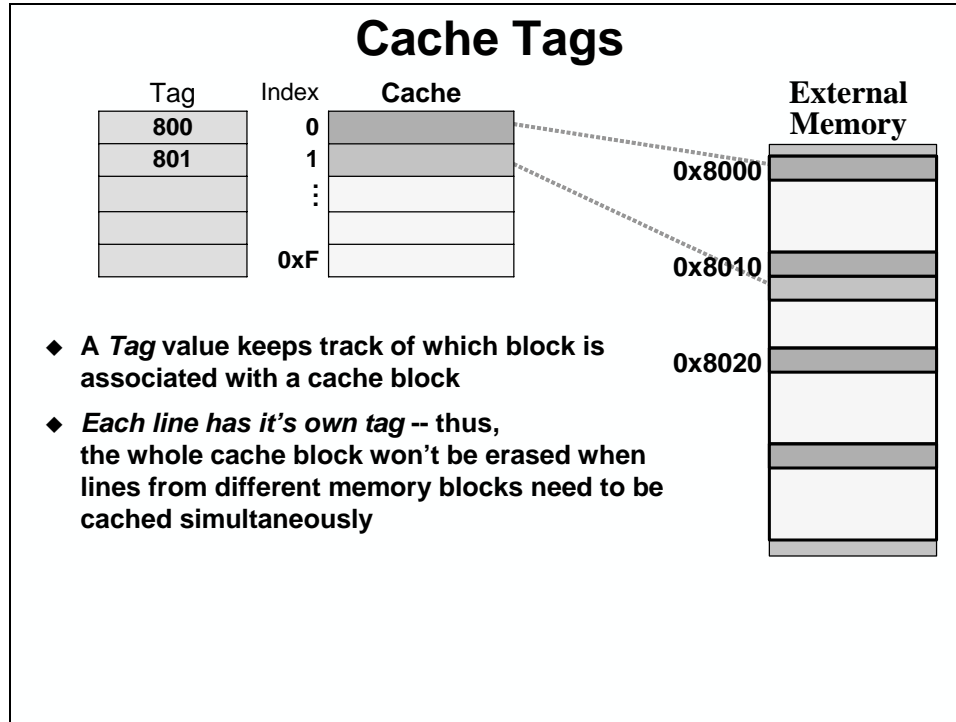 Cache Tags
Tag Index Cache External
Memory
800 0
801 1
⋮
0xF
0x8000
0x8010
0x8020
◆ A Tag value keeps track of which block is
associated with a cache block
◆ Each line has it's own tag -- thus,
the whole cache block won't be erased when
lines from different memory blocks need to be
cached simultaneously